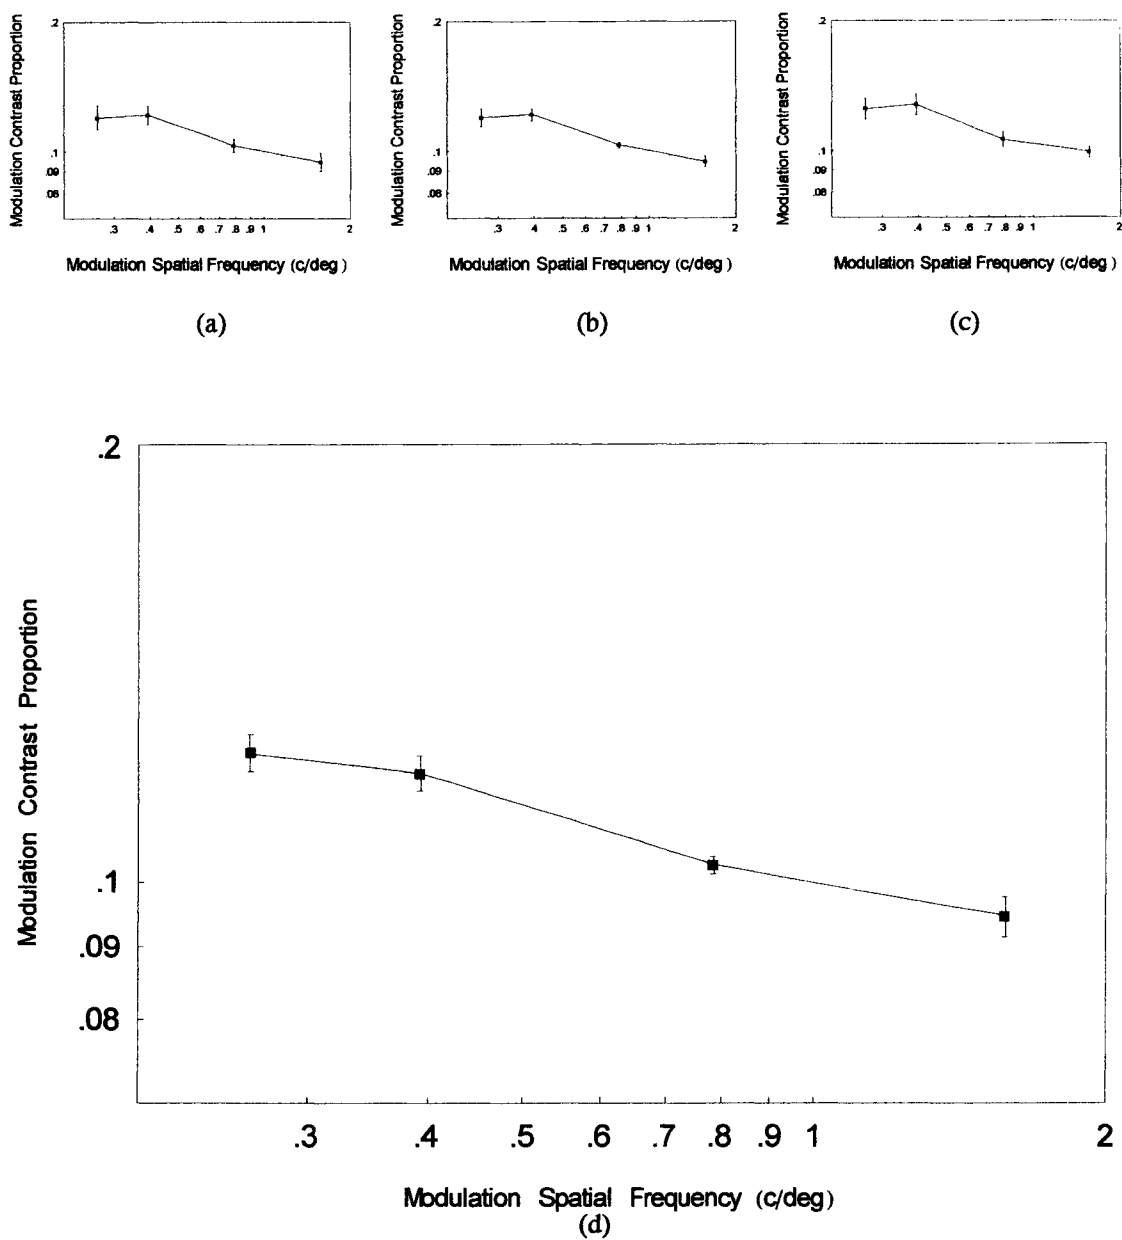 .2
.1
.09
.08
Modulation Contrast Proportion
.3 .4 .5 .6 .7 .8 .9 1 2
Modulation Spatial Frequency (c/deg)
(a)
.2
.1
.09
.08
Modulation Contrast Proportion
.3 4 .5 .6 .7 .8 .9 1 2
Modulation Spatial Frequency (c/deg)
(b)
.2
.1
.09
.08
Modulation Contrast Proportion
.3 .4 .5 .6 .7 .8 .9 1 2
Modulation Spatial Frequency (c/deg)
(c)
.2
.1
.09
.08
Modulation Contrast Proportion
.3 .4 .5 .6 .7 .8 .9 1 2
Modulation Spatial Frequency (c/deg)
(d)